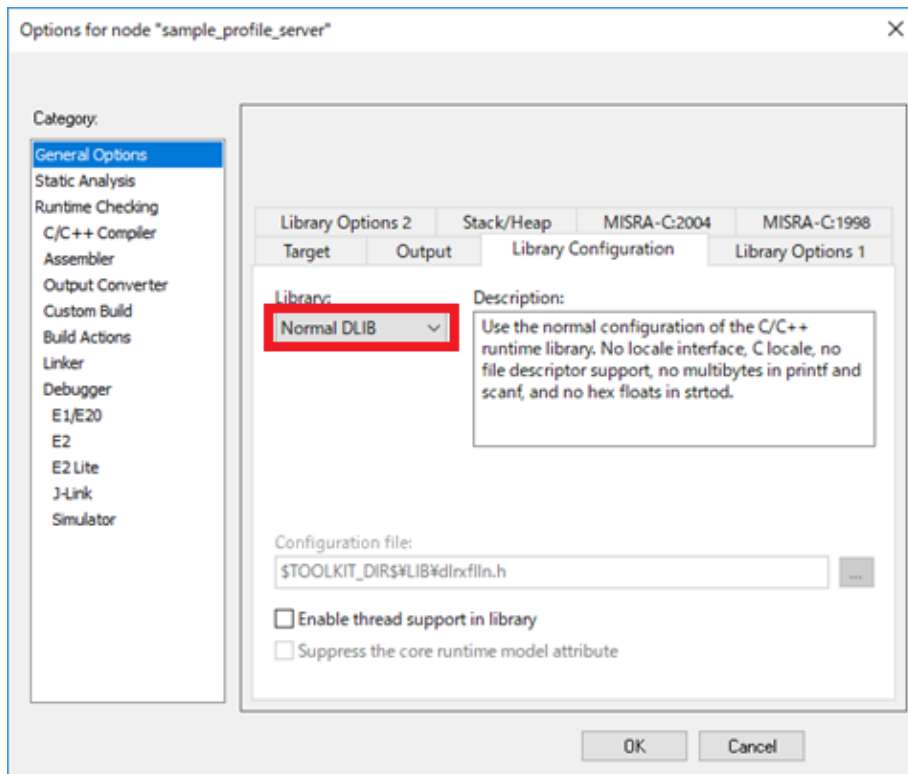 Options for node "sample_profile_server"
Category:
General Options
Static Analysis
Runtime Checking
C/C++ Compiler
Assembler
Output Converter
Custom Build
Build Actions
Linker
Debugger
E1/E20
E2
E2 Lite
J-Link
Simulator
Library Options 2 Stack/Heap MISRA-C:2004 MISRA-C:1998
Target Output Library Configuration Library Options 1
Library:
Normal DLIB
Description:
Use the normal configuration of the C/C++
runtime library. No locale interface, C locale, no
file descriptor support, no multibytes in printf and
scanf, and no hex floats in strtod.
Configuration file:
$TOOLKIT_DIR$¥LIB¥dlrxflln.h
...
Enable thread support in library
Suppress the core runtime model attribute
OK Cancel